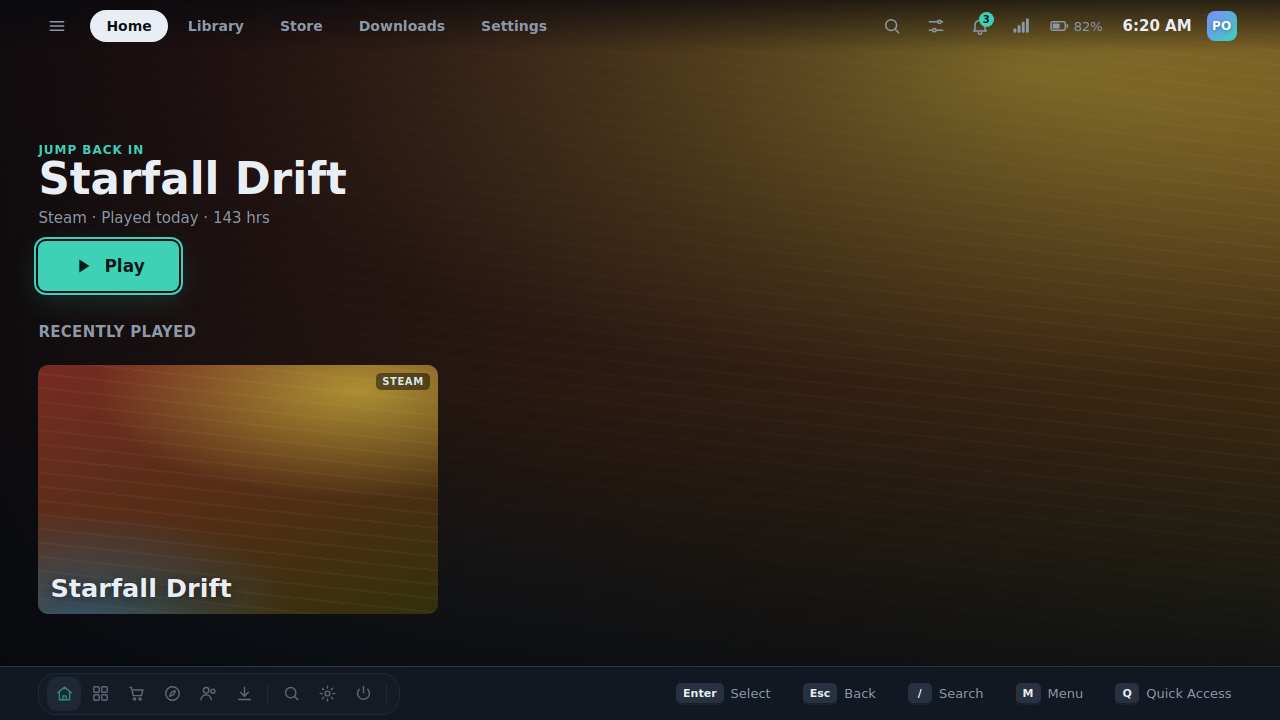 Home Library Store Downloads Settings 3 82% 6:20 AM PO
JUMP BACK IN
Starfall Drift
Steam · Played today · 143 hrs
Play
RECENTLY PLAYED
STEAM
Starfall Drift
Enter Select Esc Back / Search M Menu Q Quick Access